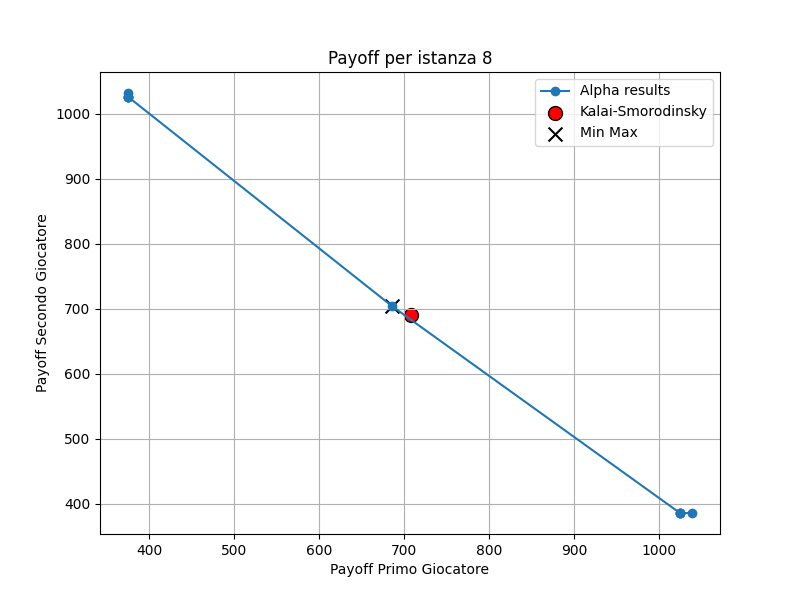 Payoff per istanza 8
Alpha results
Kalai-Smorodinsky
Min Max
Payoff Secondo Giocatore
1000
900
800
700
600
500
400
400 500 600 700 800 900 1000
Payoff Primo Giocatore